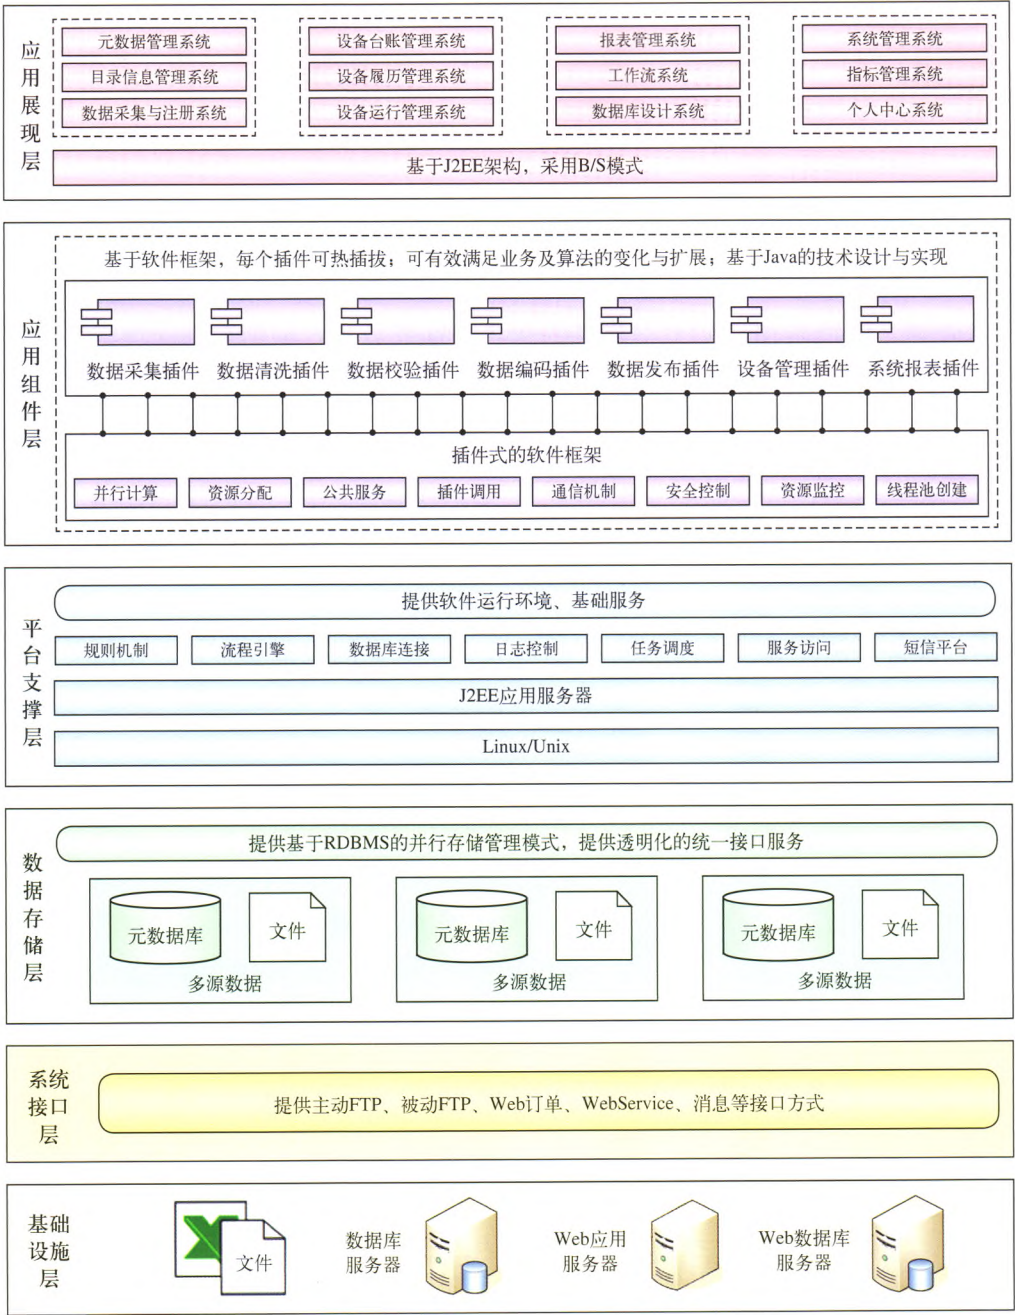 应用展现层
元数据管理系统
目录信息管理系统
数据采集与注册系统
设备台账管理系统
设备履历管理系统
设备运行管理系统
报表管理系统
工作流系统
数据库设计系统
系统管理系统
指标管理系统
个人中心系统
基于J2EE架构，采用B/S模式
应用组件层
基于软件框架，每个插件可热插拔；可有效满足业务及算法的变化与扩展；基于Java的技术设计与实现
数据采集插件
数据清洗插件
数据校验插件
数据编码插件
数据发布插件
设备管理插件
系统报表插件
插件式的软件框架
并行计算
资源分配
公共服务
插件调用
通信机制
安全控制
资源监控
线程池创建
平台支撑层
提供软件运行环境、基础服务
规则机制
流程引擎
数据库连接
日志控制
任务调度
服务访问
短信平台
J2EE应用服务器
Linux/Unix
数据存储层
提供基于RDBMS的并行存储管理模式，提供透明化的统一接口服务
元数据库
文件
多源数据
元数据库
文件
多源数据
元数据库
文件
多源数据
系统
接口
层
提供主动FTP、被动FTP、Web订单、WebService、消息等接口方式
基础
设施
层
文件
数据库
服务器
Web应用
服务器
Web数据库
服务器